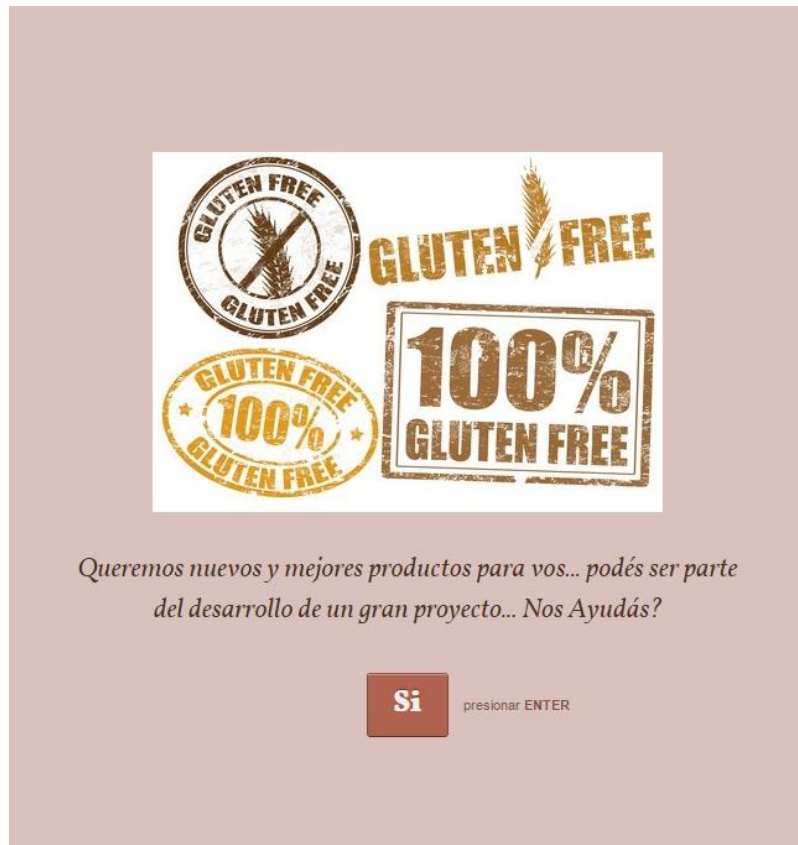 GLUTEN FREE
GLUTEN FREE
GLUTEN FREE
100%
GLUTEN FREE
GLUTEN FREE
100%
GLUTEN FREE
Queremos nuevos y mejores productos para vos... podés ser parte
del desarrollo de un gran proyecto... Nos Ayudás?
Si presionar ENTER